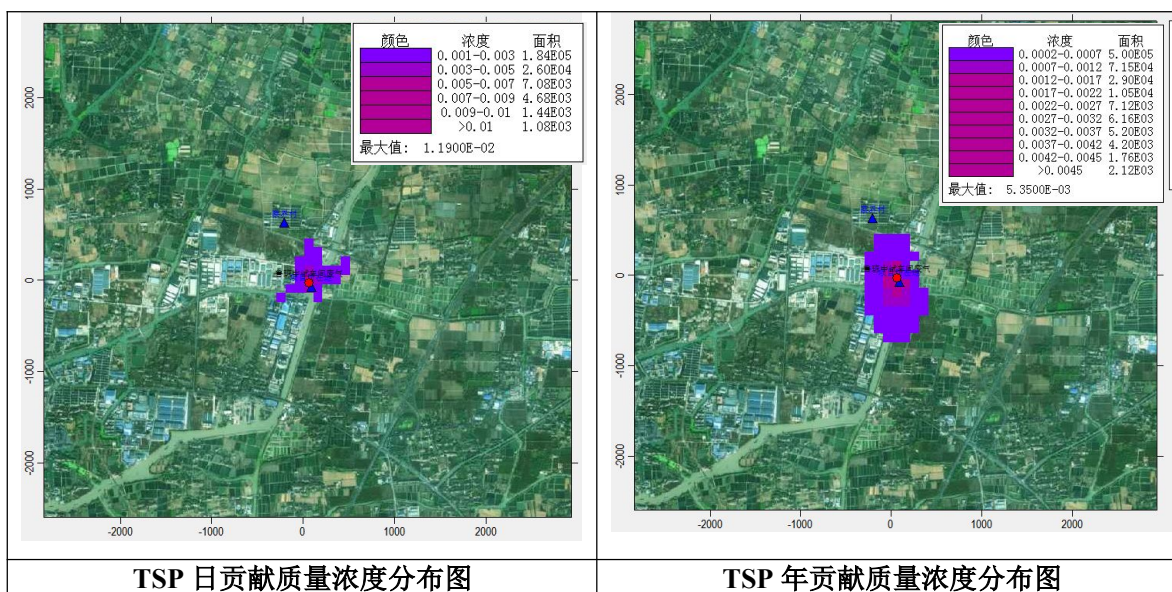 颜色 浓度 面积
0.001-0.003 1.84E05
0.003-0.005 2.60E04
0.005-0.007 7.08E03
0.007-0.009 4.68E03
0.009-0.01 1.44E03
>0.01 1.08E03
最大值: 1.1900E-02
2000
1000
0
-1000
-2000
-2000 -1000 0 1000 2000
TSP 日贡献质量浓度分布图
颜色 浓度 面积
0.0002-0.0007 5.00E05
0.0007-0.0012 7.15E04
0.0012-0.0017 2.90E04
0.0017-0.0022 1.05E04
0.0022-0.0027 7.12E03
0.0027-0.0032 6.16E03
0.0032-0.0037 5.20E03
0.0037-0.0042 4.20E03
0.0042-0.0045 1.76E03
>0.0045 2.12E03
最大值: 5.3500E-03
2000
1000
0
-1000
-2000
-2000 -1000 0 1000 2000
TSP 年贡献质量浓度分布图